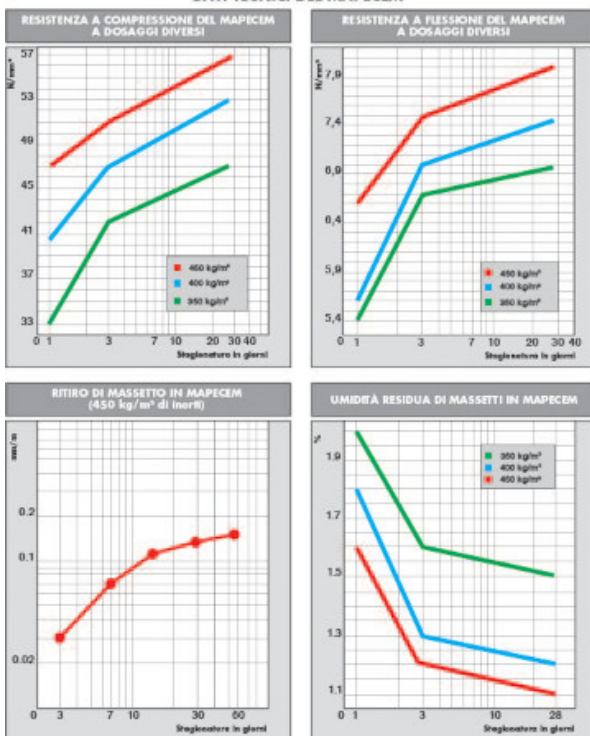 RESISTENZA A COMPRESSIONE DEL MAPECEM
A DOSAGGI DIVERSI
N/mm²
57
53
49
45
41
37
33
450 kg/m³
400 kg/m³
350 kg/m³
0 1 3 7 10 20 30 40
Stagionatura in giorni
RESISTENZA A FLESSIONE DEL MAPECEM
A DOSAGGI DIVERSI
N/mm²
7,9
7,4
6,9
6,4
5,9
5,4
450 kg/m³
400 kg/m³
350 kg/m³
0 1 3 7 10 20 30 40
Stagionatura in giorni
RITIRO DI MASSETTO IN MAPECEM
(450 kg/m³ di inerti)
mm/m
0.2
0.1
0.02
0 3 7 10 30 60
Stagionatura in giorni
UMIDITÀ RESIDUA DI MASSETTI IN MAPECEM
%
1.9
1.7
1.5
1.3
1.1
350 kg/m³
400 kg/m³
450 kg/m³
0 1 3 10 28
Stagionatura in giorni